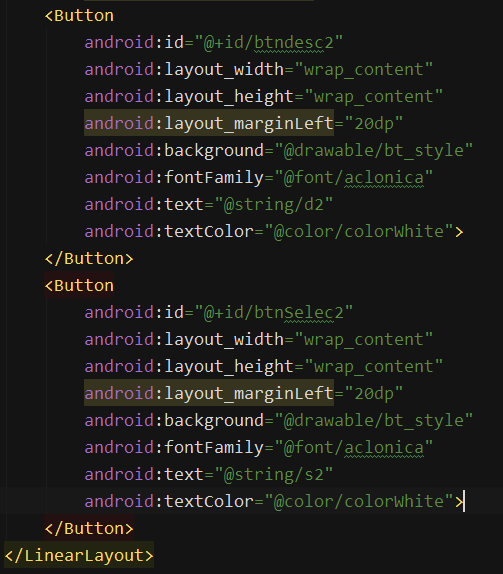 <Button
android:id="@+id/btndesc2"
android:layout_width="wrap_content"
android:layout_height="wrap_content"
android:layout_marginLeft="20dp"
android:background="@drawable/bt_style"
android:fontFamily="@font/aclonica"
android:text="@string/d2"
android:textColor="@color/colorWhite">
</Button>
<Button
android:id="@+id/btnSelec2"
android:layout_width="wrap_content"
android:layout_height="wrap_content"
android:layout_marginLeft="20dp"
android:background="@drawable/bt_style"
android:fontFamily="@font/aclonica"
android:text="@string/s2"
android:textColor="@color/colorWhite">
</Button>
</LinearLayout>